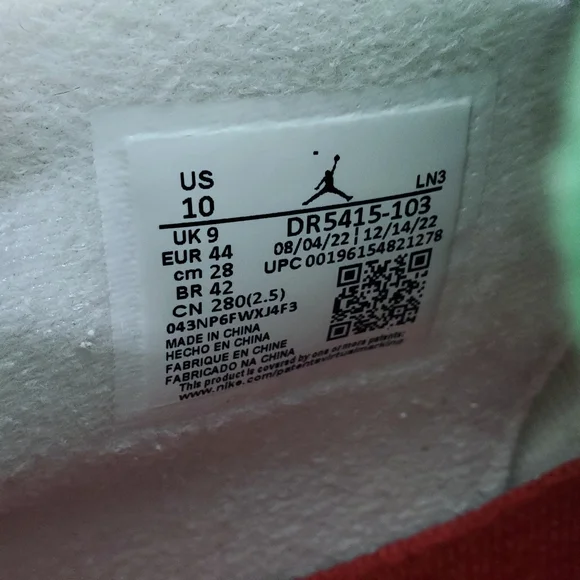 US
10
LN3
DR5415-103
08/04/22 | 12/14/22
UPC 00196154821278
UK 9
EUR 44
cm 28
BR 42
CN 280(2.5)
043NP6FWXJ4F3
MADE IN CHINA
HECHO EN CHINA
FABRIQUE EN CHINE
FABRICADO NA CHINA
This product is covered by one or more patents:
www.nike.com/patentsvirtualmarking